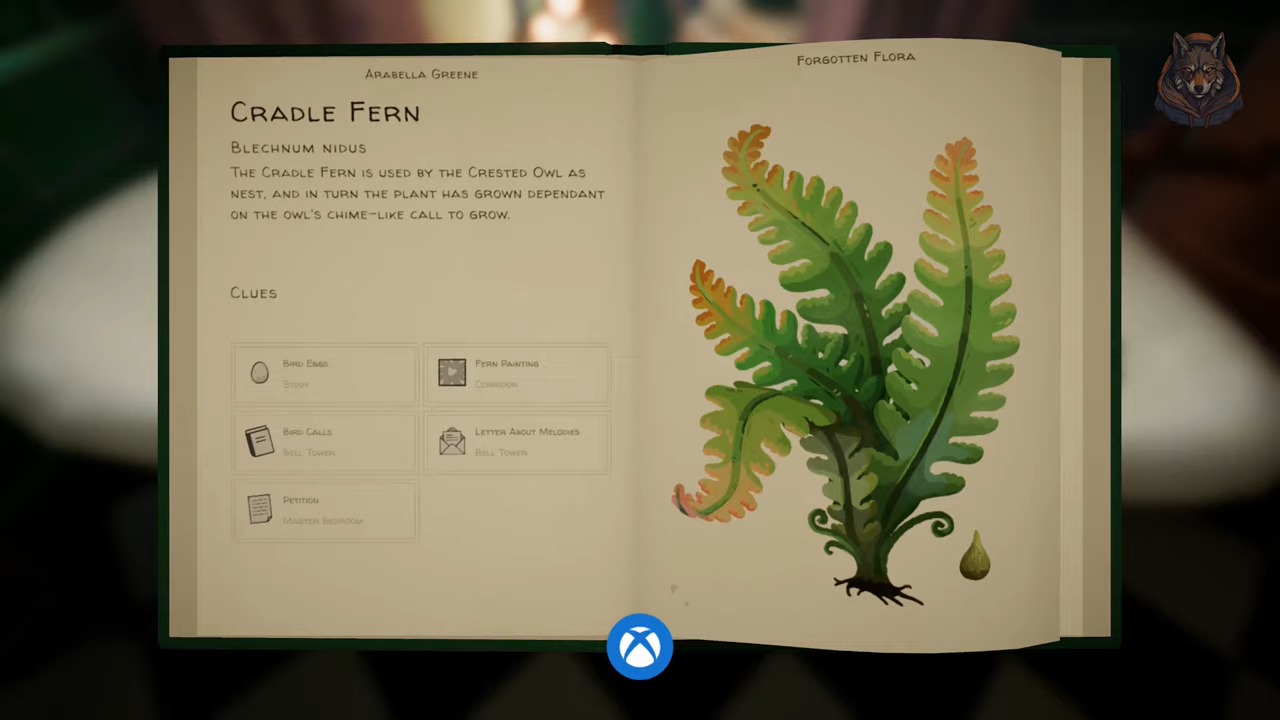 Arabella Greene
Forgotten Flora
Cradle Fern
Blechnum nidus
The Cradle Fern is used by the Crested Owl as
nest, and in turn the plant has grown dependant
on the owl's chime-like call to grow.
Clues
Bird Eggs
Study
Fern Painting
Corridor
Bird Calls
Bell Tower
Letter About Melodies
Bell Tower
Petition
Master Bedroom